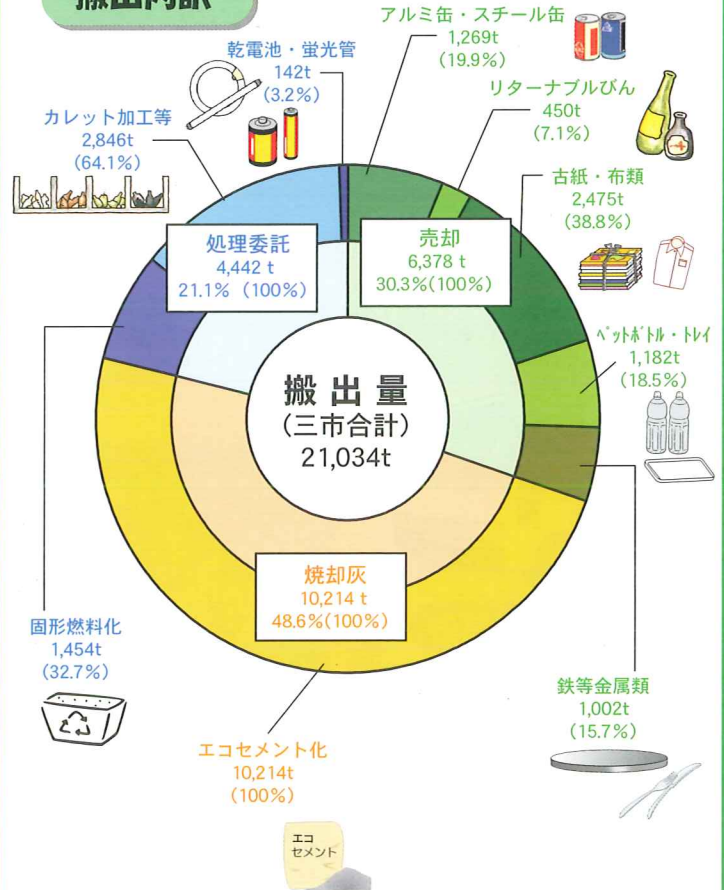 搬出内訳
アルミ缶・スチール缶
1,269t
(19.9%)
乾電池・蛍光管
142t
(3.2%)
リターナブルびん
450t
(7.1%)
カレット加工等
2,846t
(64.1%)
古紙・布類
2,475t
(38.8%)
処理委託
4,442 t
21.1% (100%)
売却
6,378 t
30.3%(100%)
ペットボトル・トレイ
1,182t
(18.5%)
搬出量
(三市合計)
21,034t
焼却灰
10,214 t
48.6%(100%)
固形燃料化
1,454t
(32.7%)
鉄等金属類
1,002t
(15.7%)
エコセメント化
10,214t
(100%)
エコ
セメント